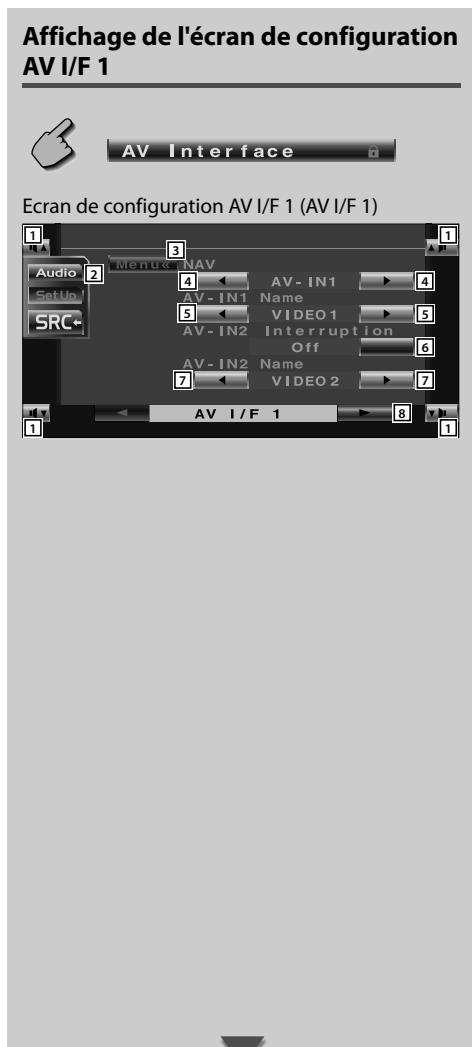 Affichage de l'écran de configuration
AV I/F 1
AV Interface
Ecran de configuration AV I/F 1 (AV I/F 1)
1 1
3
Audio 2 Menu« NAV
4 AV-IN1 4
SetUp AV-IN1 Name
5 VIDEO1 5
SRC AV-IN2 Interruption
Off 6
AV-IN2 Name
7 VIDEO2 7
AV I/F 1 8
1 1